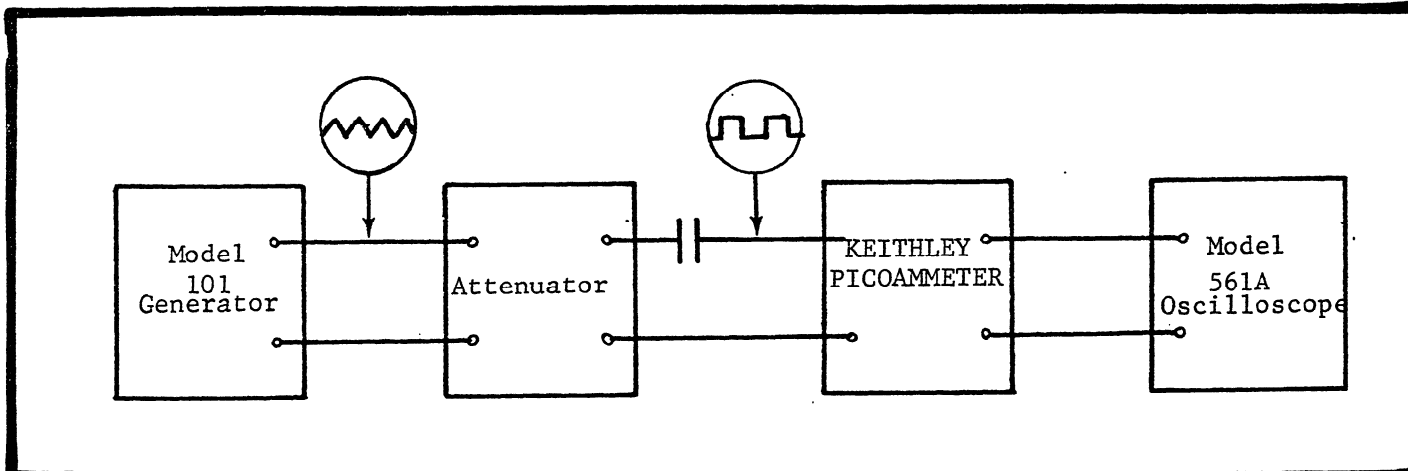 Model
101
Generator
Attenuator
KEITHLEY
PICOAMMETER
Model
561A
Oscilloscope